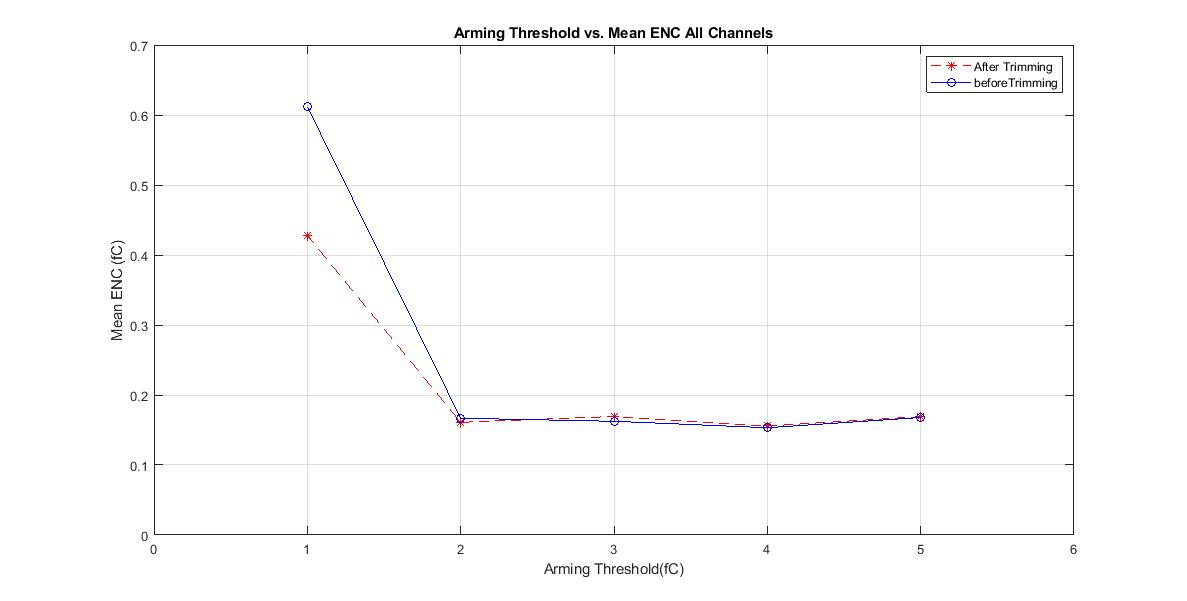 Arming Threshold vs. Mean ENC All Channels
After Trimming
beforeTrimming
Mean ENC (fC)
0.7
0.6
0.5
0.4
0.3
0.2
0.1
0
0 1 2 3 4 5 6
Arming Threshold(fC)